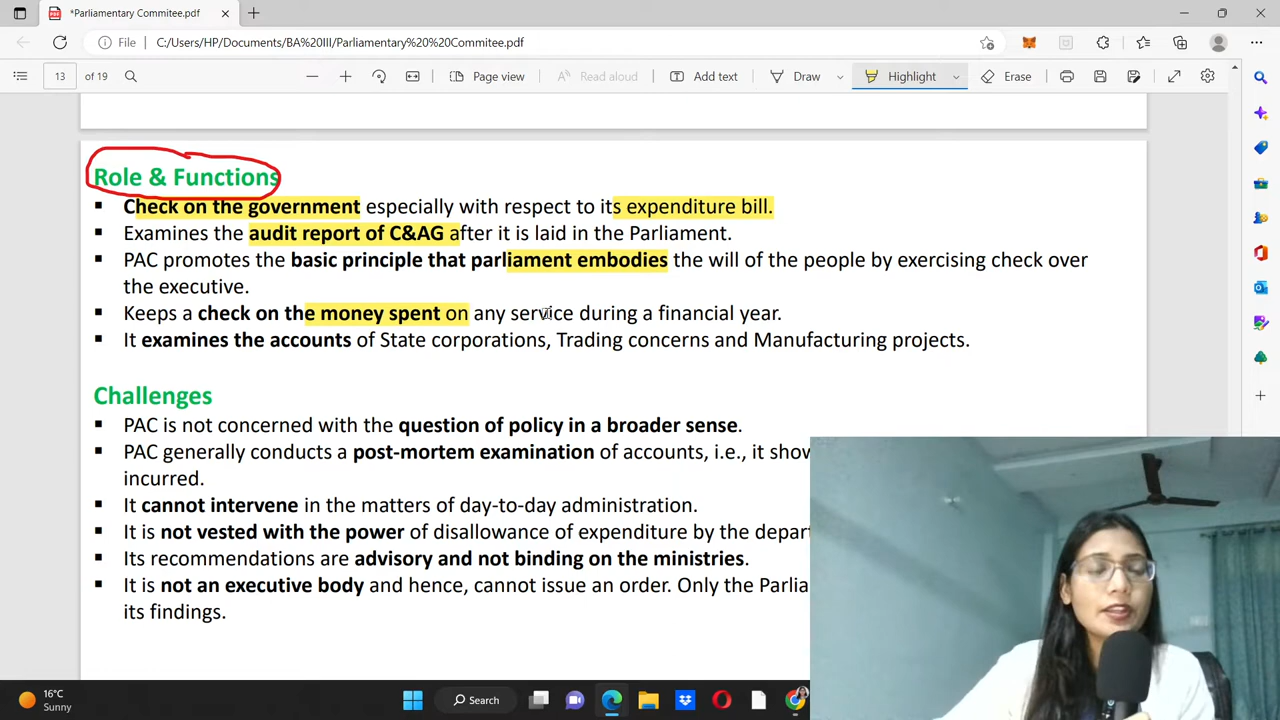 *Parliamentary Commitee.pdf
File
C:/Users/HP/Documents/BA%20III/Parliamentary%20%20Commitee.pdf
13 of 19
Page view
Read aloud
Add text
Draw
Highlight
Erase
Role & Functions
Check on the government especially with respect to its expenditure bill.
Examines the audit report of C&AG after it is laid in the Parliament.
PAC promotes the basic principle that parliament embodies the will of the people by exercising check over
the executive.
Keeps a check on the money spent on any service during a financial year.
It examines the accounts of State corporations, Trading concerns and Manufacturing projects.
Challenges
PAC is not concerned with the question of policy in a broader sense.
PAC generally conducts a post-mortem examination of accounts, i.e., it
incurred.
It cannot intervene in the matters of day-to-day administration.
It is not vested with the power of disallowance of expenditure by the
Its recommendations are advisory and not binding on the ministries.
It is not an executive body and hence, cannot issue an order. Only the
its findings.
16°C
Sunny
Search